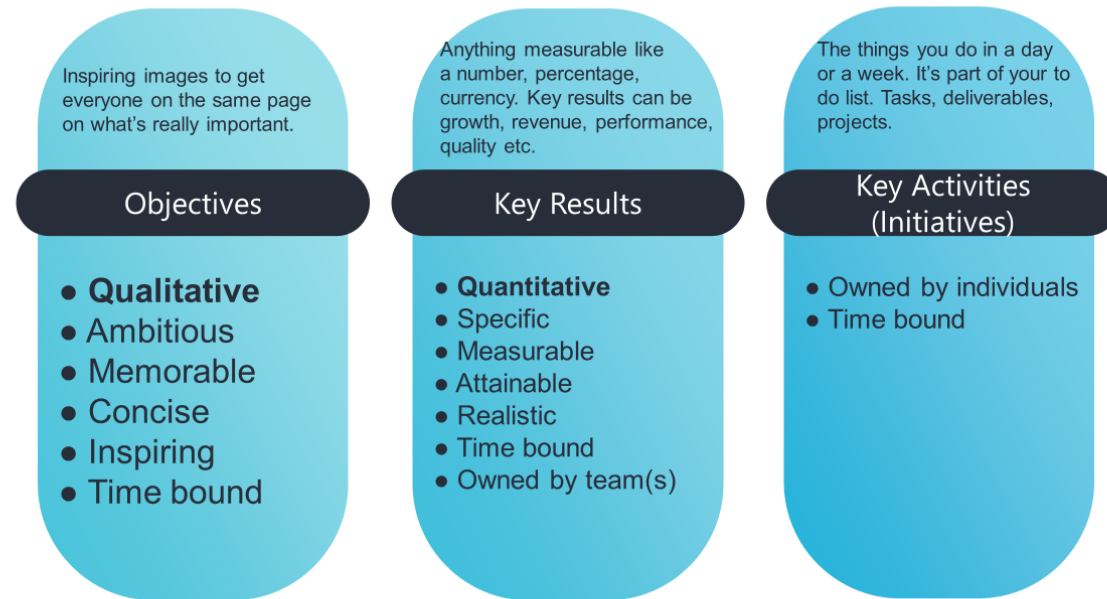 Inspiring images to get
everyone on the same page
on what's really important.
Objectives
● Qualitative
● Ambitious
● Memorable
● Concise
● Inspiring
● Time bound
Anything measurable like
a number, percentage,
currency. Key results can be
growth, revenue, performance,
quality etc.
Key Results
● Quantitative
● Specific
● Measurable
● Attainable
● Realistic
● Time bound
● Owned by team(s)
The things you do in a day
or a week. It's part of your to
do list. Tasks, deliverables,
projects.
Key Activities
(Initiatives)
● Owned by individuals
● Time bound